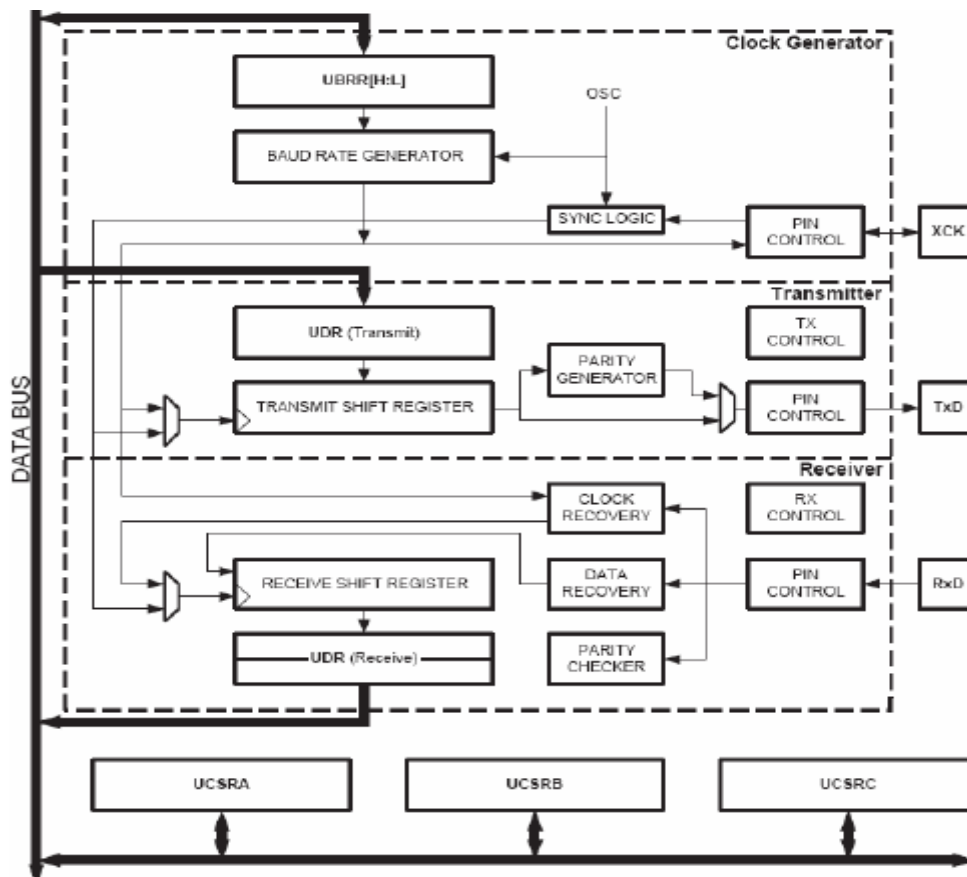 Clock Generator
UBRR[H:L]
OSC
BAUD RATE GENERATOR
SYNC LOGIC
PIN
CONTROL
XCK
Transmitter
UDR (Transmit)
TX
CONTROL
PARITY
GENERATOR
TRANSMIT SHIFT REGISTER
PIN
CONTROL
TxD
DATA BUS
Receiver
CLOCK
RECOVERY
RX
CONTROL
RECEIVE SHIFT REGISTER
DATA
RECOVERY
PIN
CONTROL
RxD
UDR (Receive)
PARITY
CHECKER
UCSRA
UCSRB
UCSRC